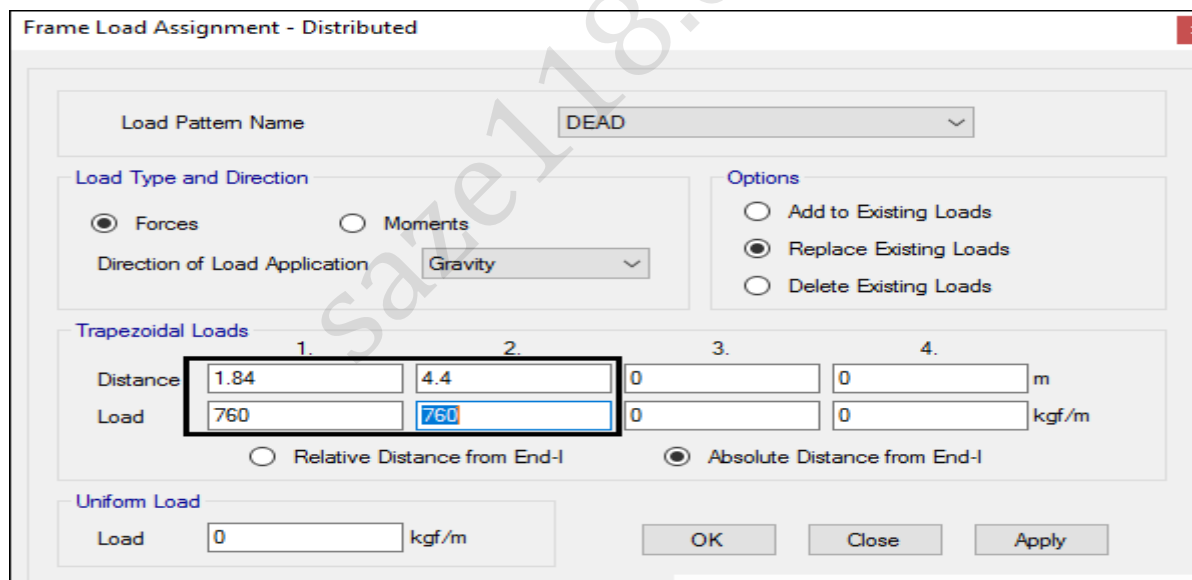 Frame Load Assignment - Distributed
Load Pattern Name DEAD
Load Type and Direction
Forces Moments
Direction of Load Application Gravity
Options
Add to Existing Loads
Replace Existing Loads
Delete Existing Loads
Trapezoidal Loads
1. 2. 3. 4.
Distance 1.84 4.4 0 0 m
Load 760 760 0 0 kgf/m
Relative Distance from End-I Absolute Distance from End-I
Uniform Load
Load 0 kgf/m
OK Close Apply
saze118.